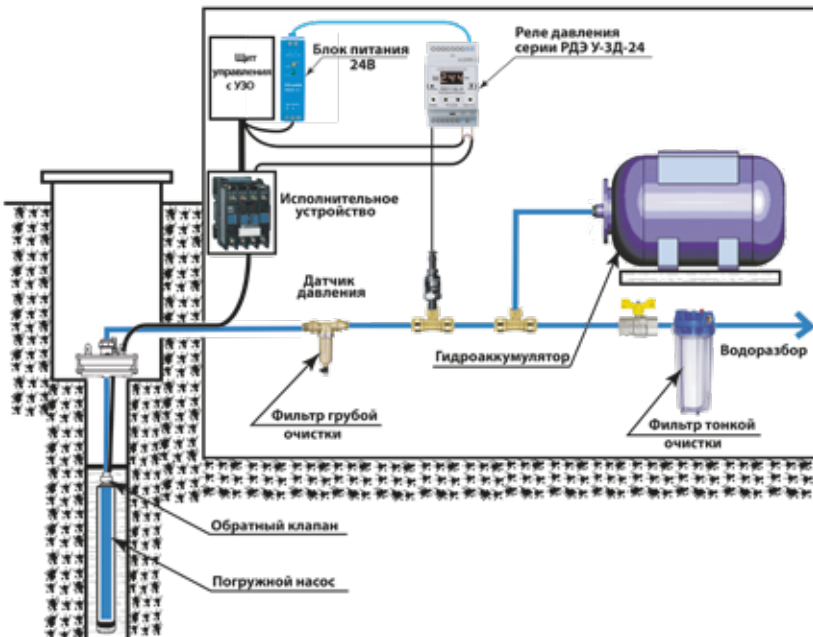 Щит
управления
с УЗО
Блок питания
24В
Реле давления
серии РДЭ У-3Д-24
Исполнительное
устройство
Датчик
давления
Гидроаккумулятор
Водоразбор
Фильтр грубой
очистки
Фильтр тонкой
очистки
Обратный клапан
Погружной насос